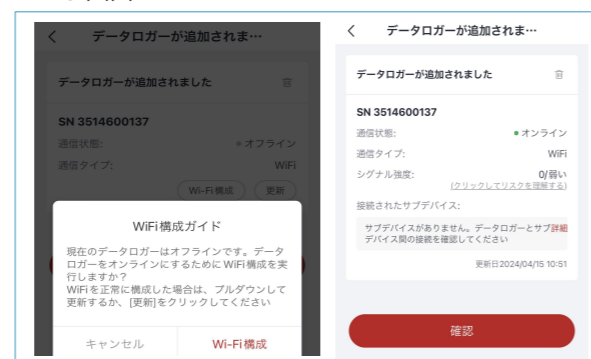 データロガーが追加されま…
データロガーが追加されました
SN 3514600137
通信状態:
オフライン
通信タイプ:
WiFi
Wi-Fi 構成
更新
WiFi構成ガイド
現在のデータロガーはオフラインです。データ
ロガーをオンラインにするために WiFi 構成を実
行しますか？
WiFi を正常に構成した場合は、プルダウンして
更新するか、[更新]をクリックしてください
キャンセル
Wi-Fi 構成
データロガーが追加されま…
データロガーが追加されました
SN 3514600137
通信状態:
オンライン
通信タイプ:
WiFi
シグナル強度:
0/弱い
(クリックしてリスクを理解する)
接続されたサブデバイス:
サブデバイスがありません。データロガーとサブ詳細
デバイス間の接続を確認してください
更新日2024/04/15 10:51
確認